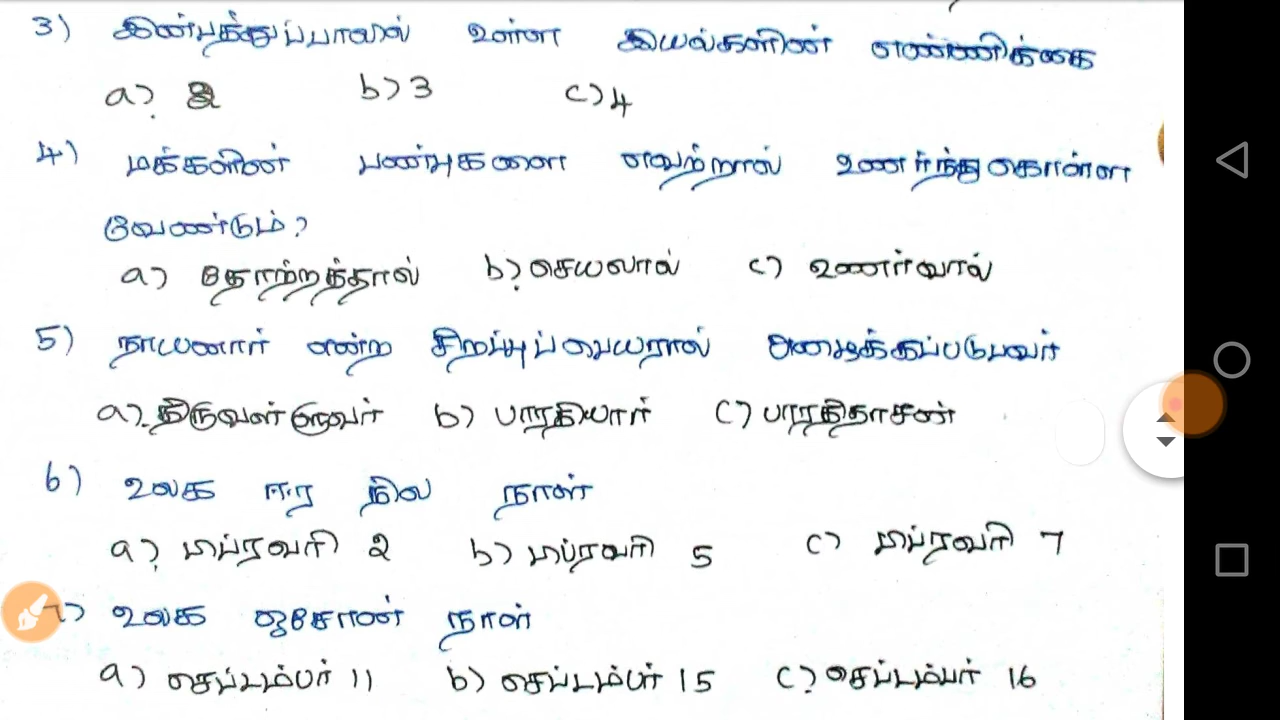 3) இன்பத்துப்பாலில் உள்ள இயல்களின் எண்ணிக்கை
a) 2 b) 3 c) 4
4) மக்களின் பண்புகளை எவற்றால் உணர்ந்துகொள்ள
வேண்டும்?
a) தோற்றத்தால் b) செயலால் c) உணர்வால்
5) நாயனார் என்ற சிறப்புப்பெயரால் அழைக்கப்படுபவர்
a) திருவள்ளுவர் b) பாரதியார் c) பாரதிதாசன்
6) உலக ஈர நில நாள்
a) பிப்ரவரி 2 b) பிப்ரவரி 5 c) பிப்ரவரி 7
7) உலக ஓசோன் நாள்
a) செப்டம்பர் 11 b) செப்டம்பர் 15 c) செப்டம்பர் 16